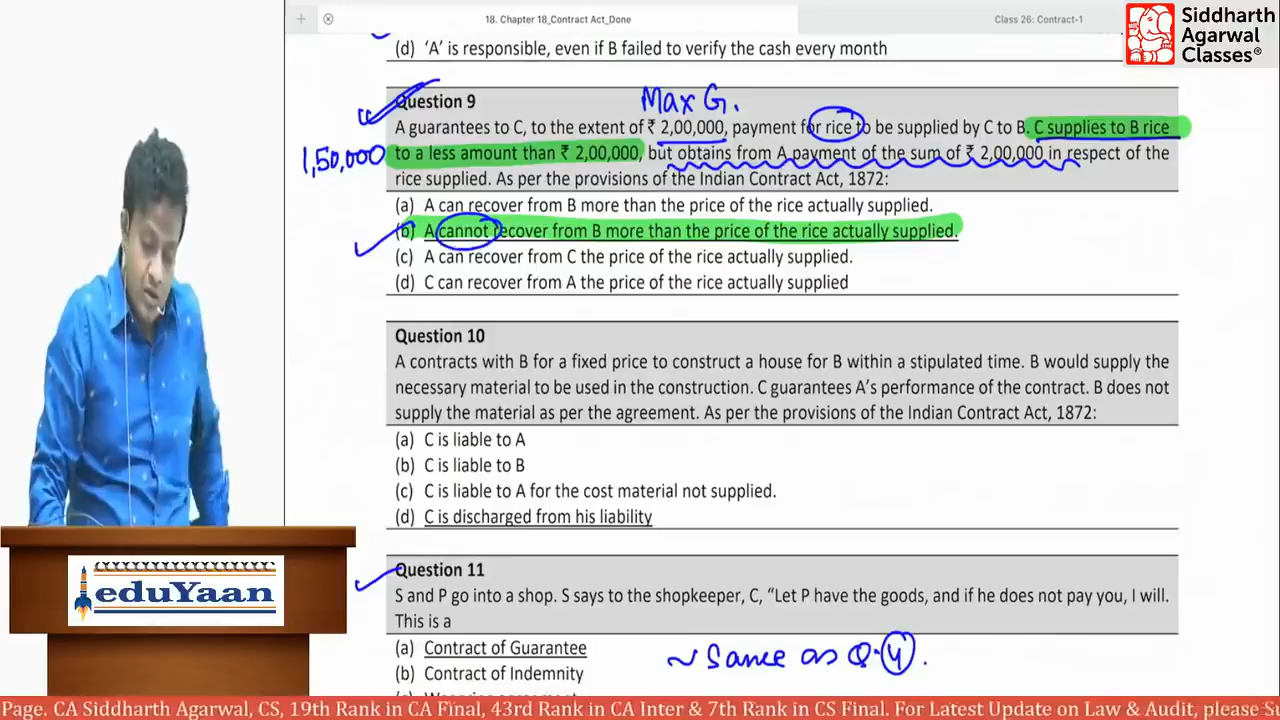 18. Chapter 18_Contract Act_Done
Class 26: Contract-1
Siddharth
Agarwal
Classes®
(d) ‘A’ is responsible, even if B failed to verify the cash every month
Question 9
Max G.
A guarantees to C, to the extent of ₹ 2,00,000, payment for rice to be supplied by C to B. C supplies to B rice
1,50,000
to a less amount than ₹ 2,00,000, but obtains from A payment of the sum of ₹ 2,00,000 in respect of the
rice supplied. As per the provisions of the Indian Contract Act, 1872:
(a) A can recover from B more than the price of the rice actually supplied.
(b) A cannot recover from B more than the price of the rice actually supplied.
(c) A can recover from C the price of the rice actually supplied.
(d) C can recover from A the price of the rice actually supplied
Question 10
A contracts with B for a fixed price to construct a house for B within a stipulated time. B would supply the
necessary material to be used in the construction. C guarantees A’s performance of the contract. B does not
supply the material as per the agreement. As per the provisions of the Indian Contract Act, 1872:
(a) C is liable to A
(b) C is liable to B
(c) C is liable to A for the cost material not supplied.
(d) C is discharged from his liability
Question 11
S and P go into a shop. S says to the shopkeeper, C, “Let P have the goods, and if he does not pay you, I will.
This is a
(a) Contract of Guarantee
~ Same as Q.4.
(b) Contract of Indemnity
eduYaan
Page. CA Siddharth Agarwal, CS, 19th Rank in CA Final, 43rd Rank in CA Inter & 7th Rank in CS Final. For Latest Update on Law & Audit, please